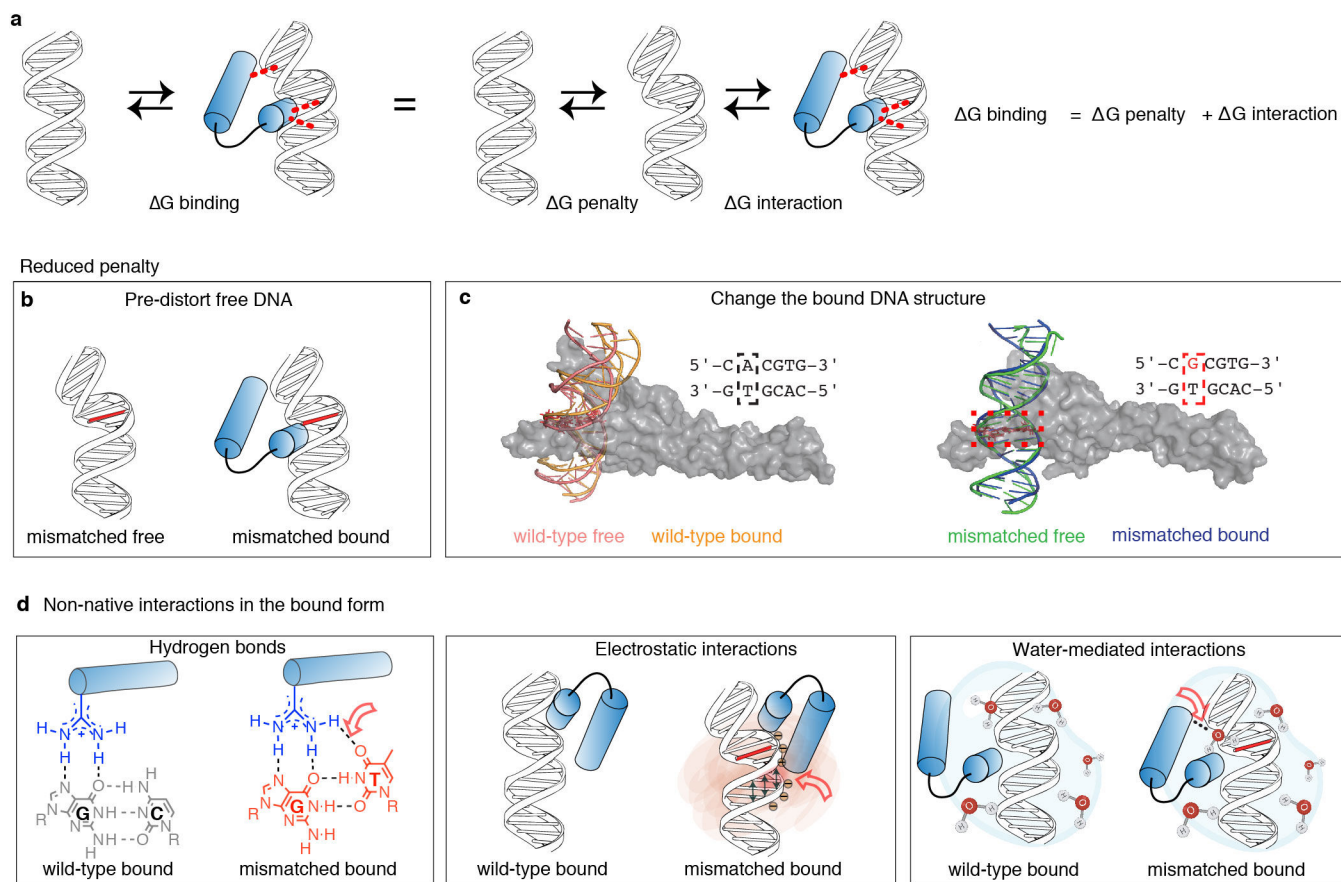 a
=
ΔG binding = ΔG penalty + ΔG interaction
ΔG binding
ΔG penalty
ΔG interaction
Reduced penalty
b
Pre-distort free DNA
mismatched free
mismatched bound
c
Change the bound DNA structure
5'-CACGTG-3'
3'-GTGCAC-5'
wild-type free
wild-type bound
5'-CGCGTG-3'
3'-GTGCAC-5'
mismatched free
mismatched bound
d Non-native interactions in the bound form
Hydrogen bonds
H H
N + N
H H
N O H N H
G NH N C
R N N NH O N R
H
wild-type bound
H H
N + N
H H
O
N O HN T
G N H O R
R N N N H
H
mismatched bound
Electrostatic interactions
wild-type bound
mismatched bound
Water-mediated interactions
O H H
O H H
O H H
O H H
wild-type bound
O H H
O H H
O H H
O H H
O H H
mismatched bound